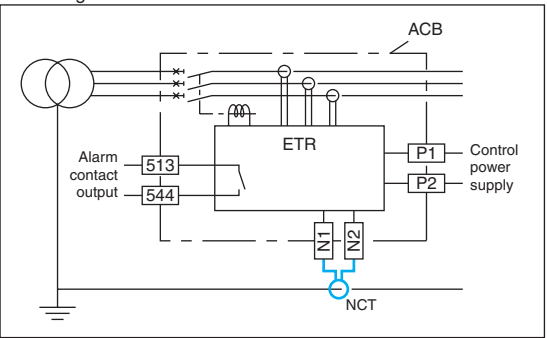 ACB
ETR
Alarm
contact
output
513
544
P1
P2
Control
power
supply
N1
N2
NCT